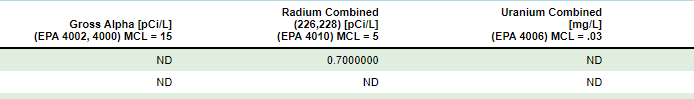 Gross Alpha [pCi/L]
(EPA 4002, 4000) MCL = 15
Radium Combined
(226,228) [pCi/L]
(EPA 4010) MCL = 5
Uranium Combined
[mg/L]
(EPA 4006) MCL = .03
ND 0.7000000 ND
ND ND ND